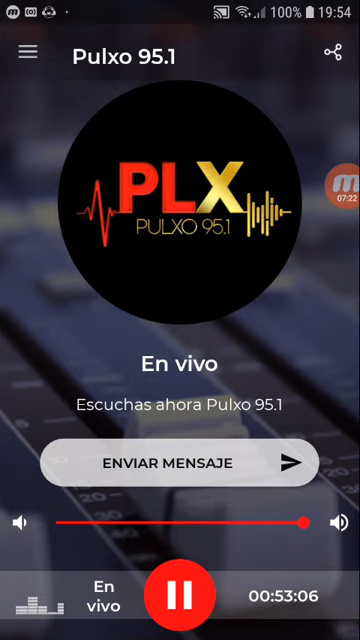 100% 19:54
Pulxo 95.1
PLX
PULXO 95.1
07:22
En vivo
Escuchas ahora Pulxo 95.1
ENVIAR MENSAJE
En
vivo
00:53:06